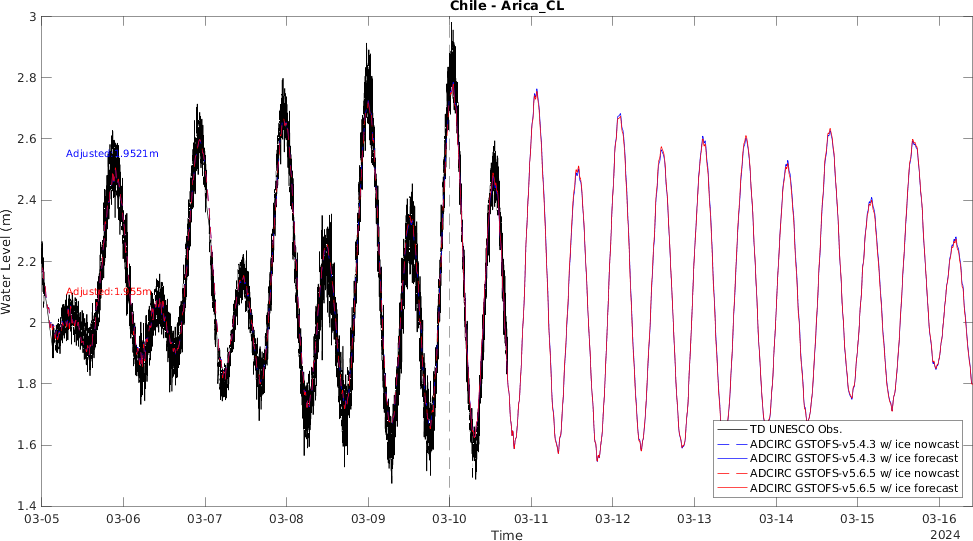 Chile - Arica_CL
3
2.8
2.6
2.4
2.2
2
1.8
1.6
1.4
Water Level (m)
Adjusted:1.9521m
Adjusted:1.955m
TD UNESCO Obs.
ADCIRC GSTOFS-v5.4.3 w/ ice nowcast
ADCIRC GSTOFS-v5.4.3 w/ ice forecast
ADCIRC GSTOFS-v5.6.5 w/ ice nowcast
ADCIRC GSTOFS-v5.6.5 w/ ice forecast
03-05 03-06 03-07 03-08 03-09 03-10 03-11 03-12 03-13 03-14 03-15 03-16
Time
2024